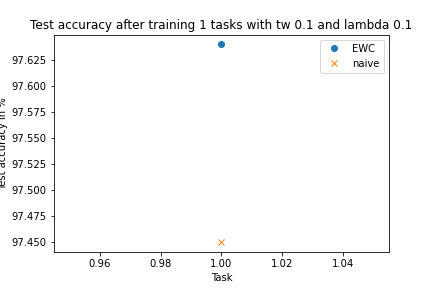 Test accuracy after training 1 tasks with tw 0.1 and lambda 0.1
EWC
naive
97.625
97.600
97.575
97.550
97.525
97.500
97.475
97.450
Test accuracy in %
0.96
0.98
1.00
1.02
1.04
Task